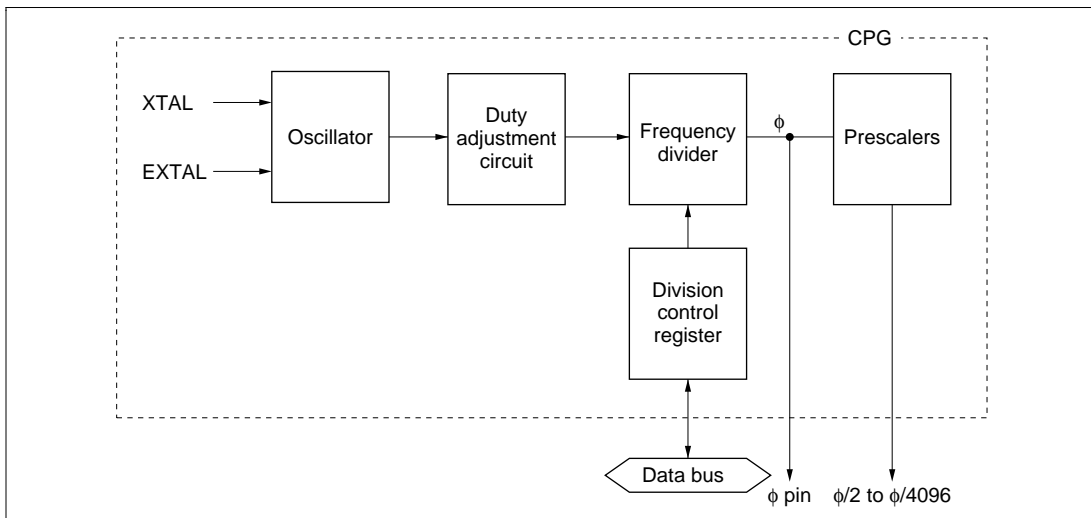 CPG
XTAL
EXTAL
Oscillator
Duty
adjustment
circuit
Frequency
divider
ϕ
Prescalers
Division
control
register
Data bus
ϕ pin
ϕ/2 to ϕ/4096